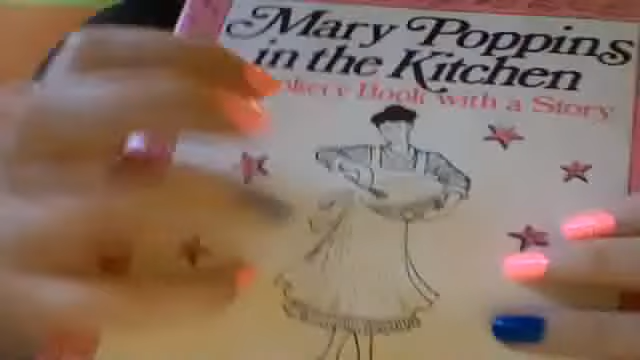 Mary Poppins
in the Kitchen
Book with a Story